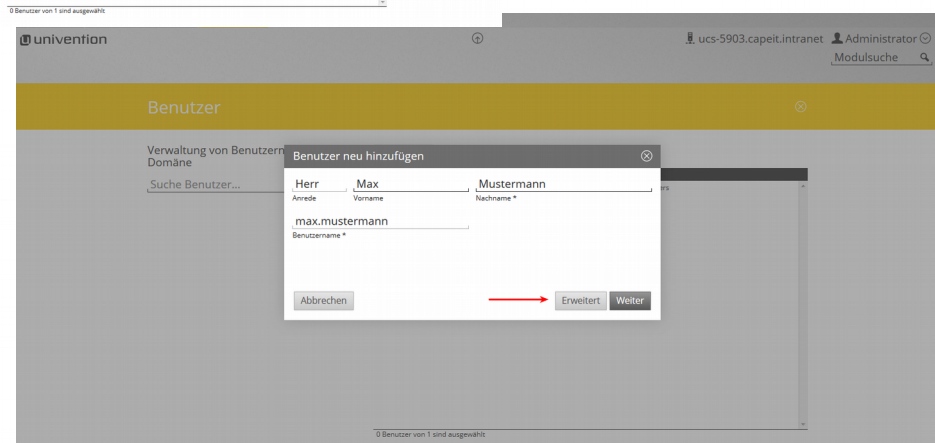 0 Benutzer von 1 sind ausgewählt
univention
ucs-5903.capeit.intranet Administrator
Modulsuche
Benutzer
Verwaltung von Benutzern
Domäne
Suche Benutzer...
Benutzer neu hinzufügen
Herr Max Mustermann
Anrede Vorname Nachname *
max.mustermann
Benutzername *
Abbrechen Erweitert Weiter
0 Benutzer von 1 sind ausgewählt